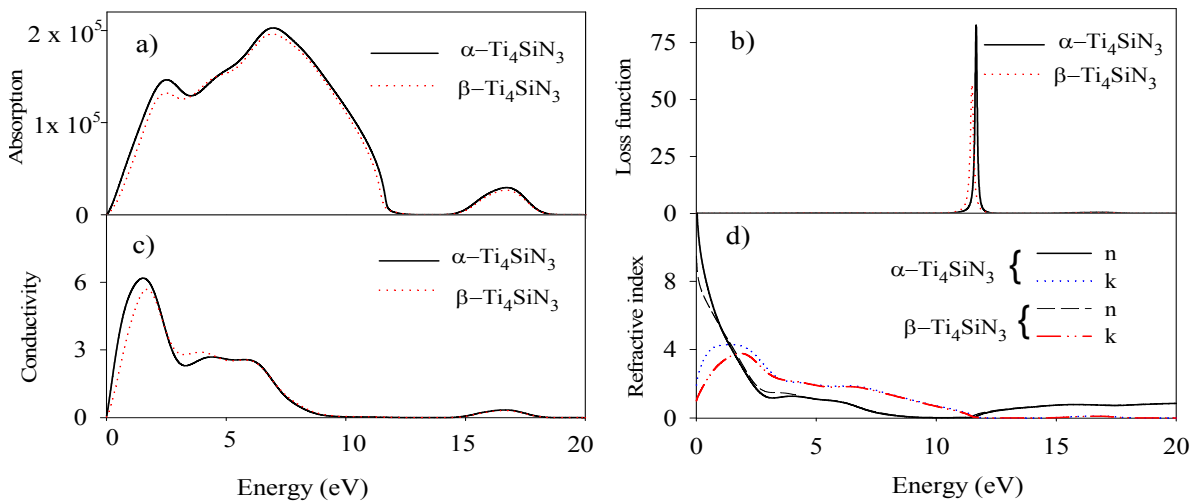 a)
2 x 10⁵
1x 10⁵
0
Absorption
α−Ti₄SiN₃
β−Ti₄SiN₃
b)
75
50
25
0
Loss function
α−Ti₄SiN₃
β−Ti₄SiN₃
c)
6
3
0
Conductivity
α−Ti₄SiN₃
β−Ti₄SiN₃
0 5 10 15 20
Energy (eV)
d)
8
4
0
Refractive index
α−Ti₄SiN₃ { n
k
β−Ti₄SiN₃ { n
k
0 5 10 15 20
Energy (eV)